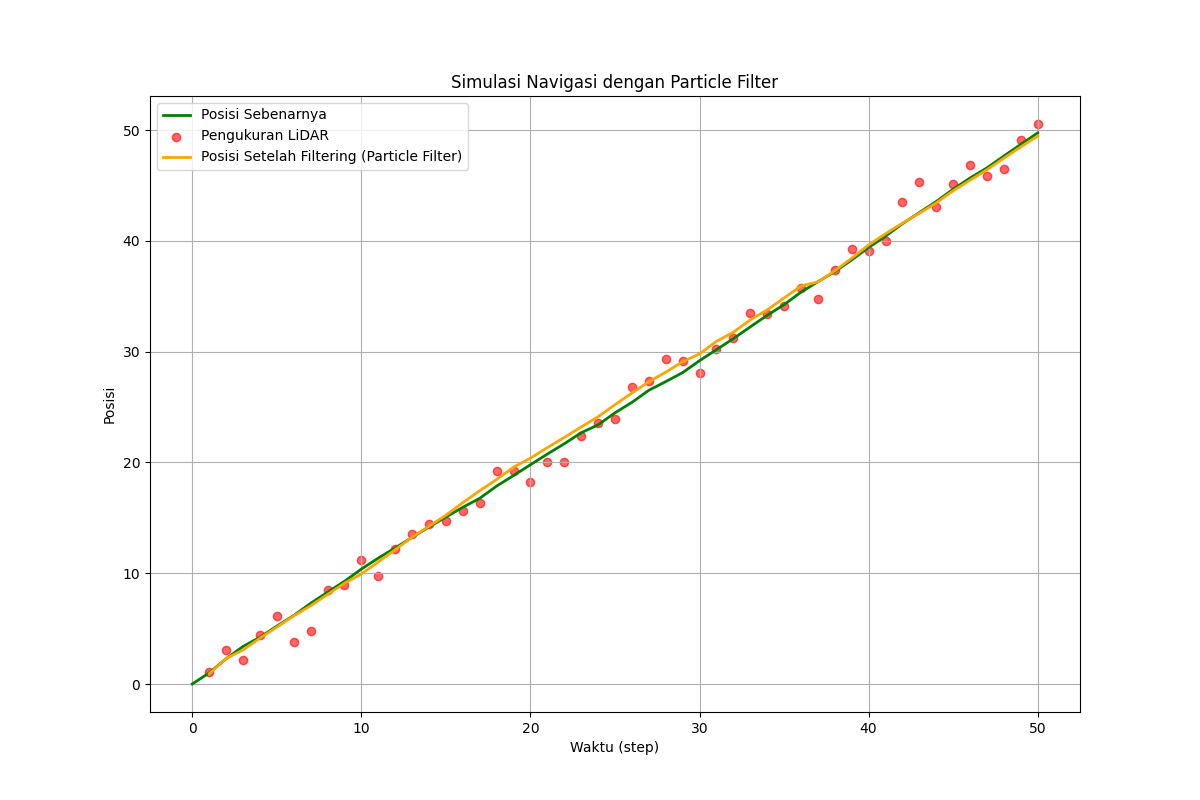 Simulasi Navigasi dengan Particle Filter
Posisi Sebenarnya
Pengukuran LiDAR
Posisi Setelah Filtering (Particle Filter)
50
40
30
20
10
0
Posisi
0 10 20 30 40 50
Waktu (step)